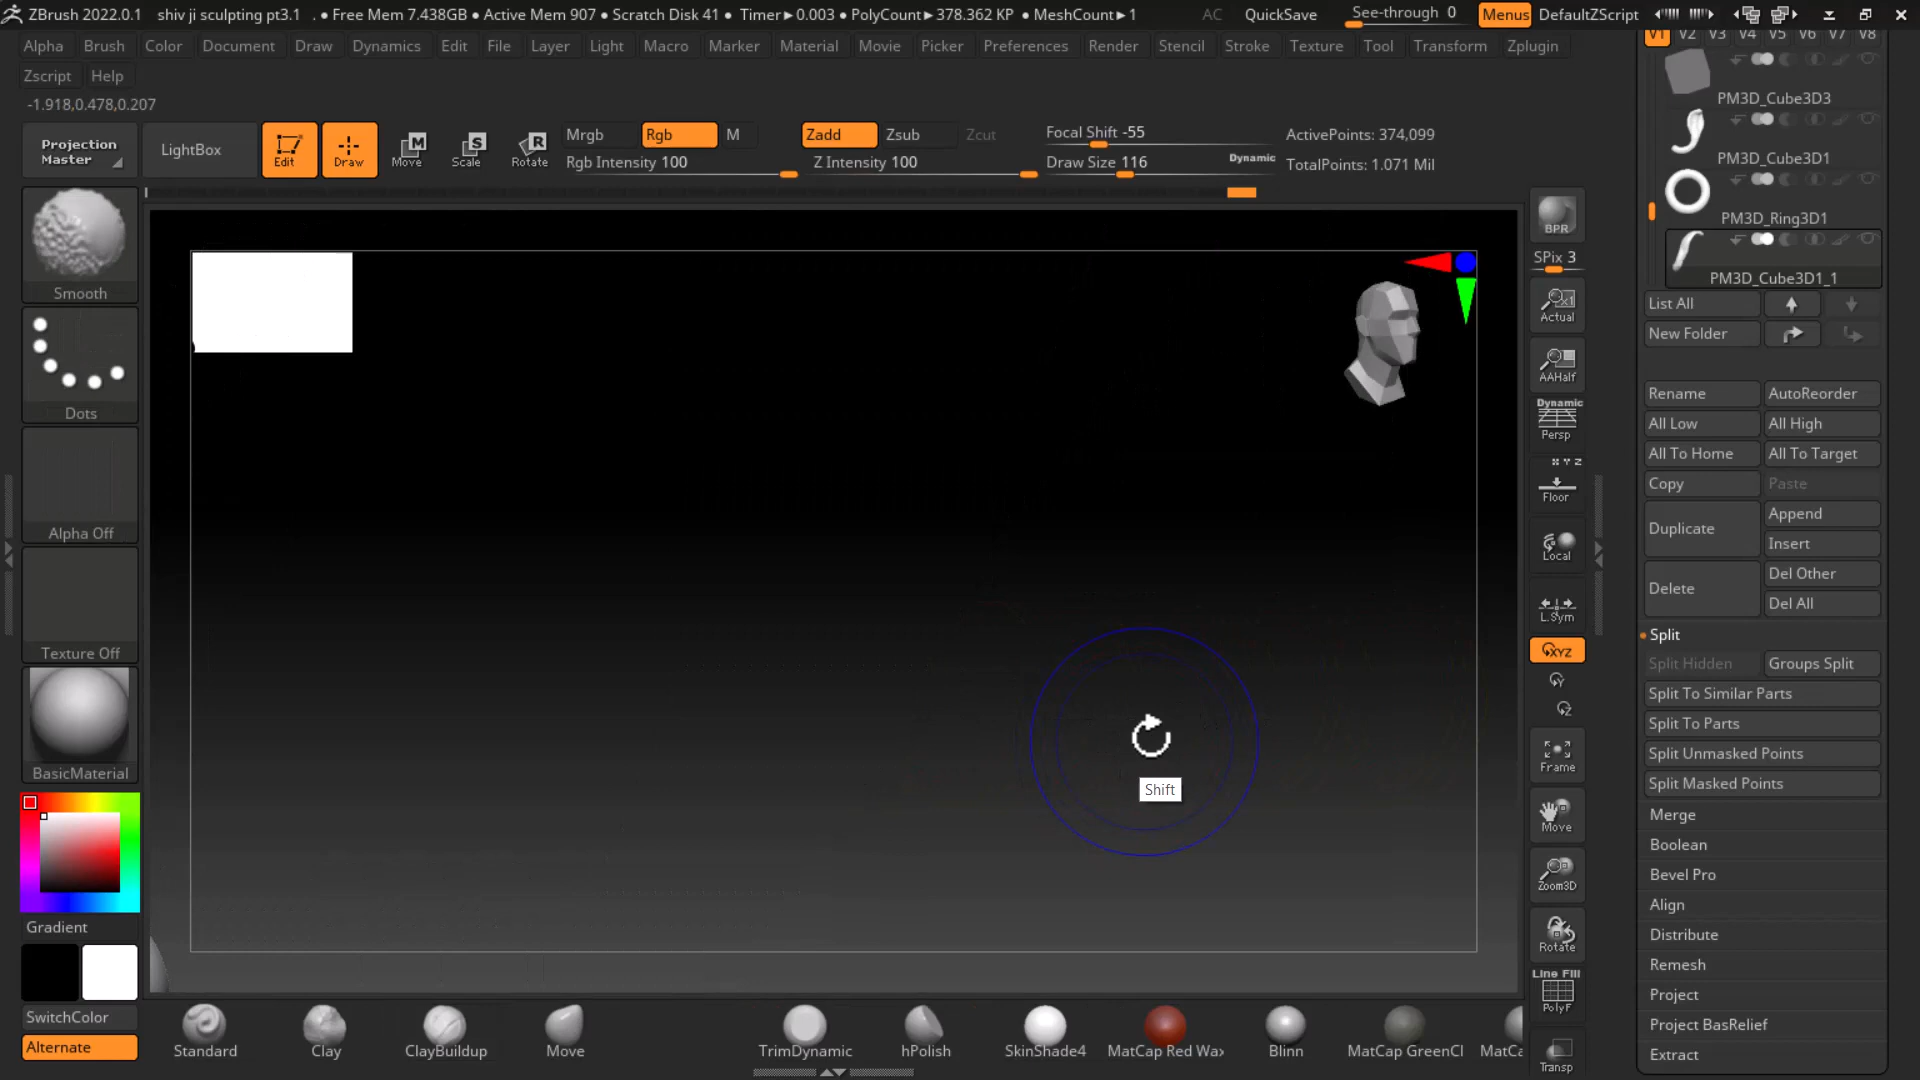 ZBrush 2022.0.1 shiv ji sculpting pt3.1 . • Free Mem 7.438GB • Active Mem 907 • Scratch Disk 41 • Timer►0.003 • PolyCount►378.362 KP • MeshCount►1 AC QuickSave See-through 0 Menus DefaultZScript
Alpha Brush Color Document Draw Dynamics Edit File Layer Light Macro Marker Material Movie Picker Preferences Render Stencil Stroke Texture Tool Transform Zplugin
Zscript Help
-1.918,0.478,0.207
Projection Master
LightBox
Edit
Draw
Move
Scale
Rotate
Mrgb Rgb M
Rgb Intensity 100
Zadd Zsub Zcut
Z Intensity 100
Focal Shift -55
Draw Size 116
Dynamic
ActivePoints: 374,099
TotalPoints: 1.071 Mil
Smooth
Dots
Alpha Off
Texture Off
BasicMaterial
Gradient
SwitchColor
Alternate
Shift
Standard
Clay
ClayBuildup
Move
TrimDynamic
hPolish
SkinShade4
MatCap Red Wax
Blinn
MatCap GreenCl
MatCa
BPR
SPix 3
Actual
AAHalf
Dynamic
Persp
X Y Z
Floor
Local
L.Sym
XYZ
Y
Z
Frame
Move
Zoom3D
Rotate
Line Fill
PolyF
Transp
V1 V2 V3 V4 V5 V6 V7 V8
PM3D_Cube3D3
PM3D_Cube3D1
PM3D_Ring3D1
PM3D_Cube3D1_1
List All
New Folder
Rename AutoReorder
All Low All High
All To Home All To Target
Copy Paste
Duplicate Append
Insert
Delete Del Other
Del All
Split
Split Hidden Groups Split
Split To Similar Parts
Split To Parts
Split Unmasked Points
Split Masked Points
Merge
Boolean
Bevel Pro
Align
Distribute
Remesh
Project
Project BasRelief
Extract